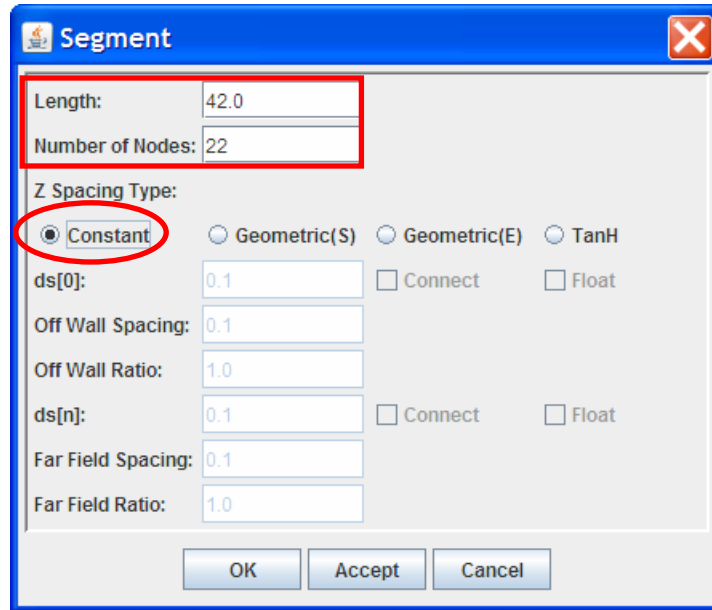 Segment
Length: 42.0
Number of Nodes: 22
Z Spacing Type:
Constant Geometric(S) Geometric(E) TanH
ds[0]: 0.1 Connect Float
Off Wall Spacing: 0.1
Off Wall Ratio: 1.0
ds[n]: 0.1 Connect Float
Far Field Spacing: 0.1
Far Field Ratio: 1.0
OK Accept Cancel